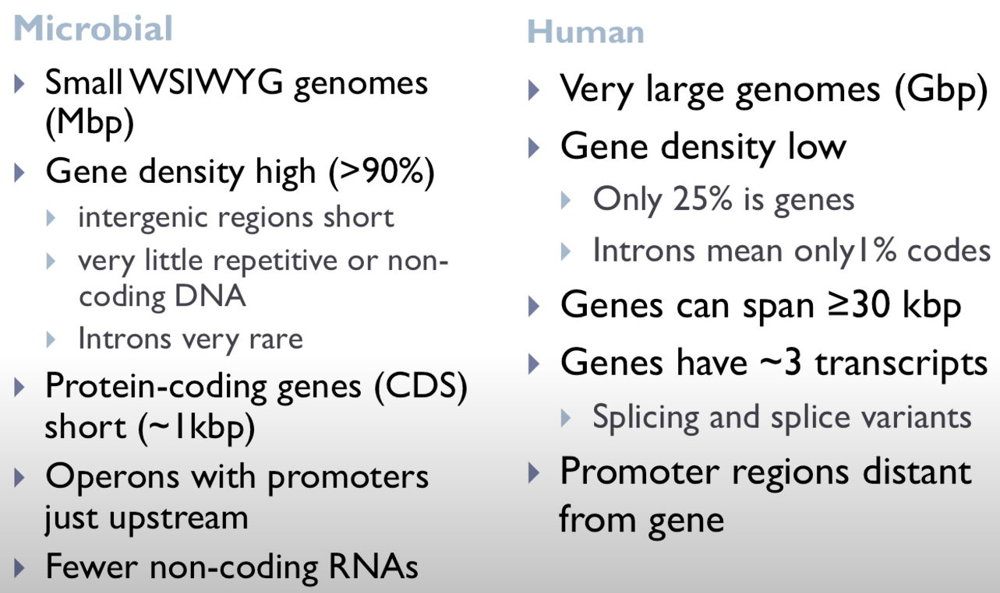 Microbial
Small WSIWYG genomes
(Mbp)
Gene density high (>90%)
intergenic regions short
very little repetitive or non-
coding DNA
Introns very rare
Protein-coding genes (CDS)
short (~1kbp)
Operons with promoters
just upstream
Fewer non-coding RNAs
Human
Very large genomes (Gbp)
Gene density low
Only 25% is genes
Introns mean only1% codes
Genes can span ≥30 kbp
Genes have ~3 transcripts
Splicing and splice variants
Promoter regions distant
from gene